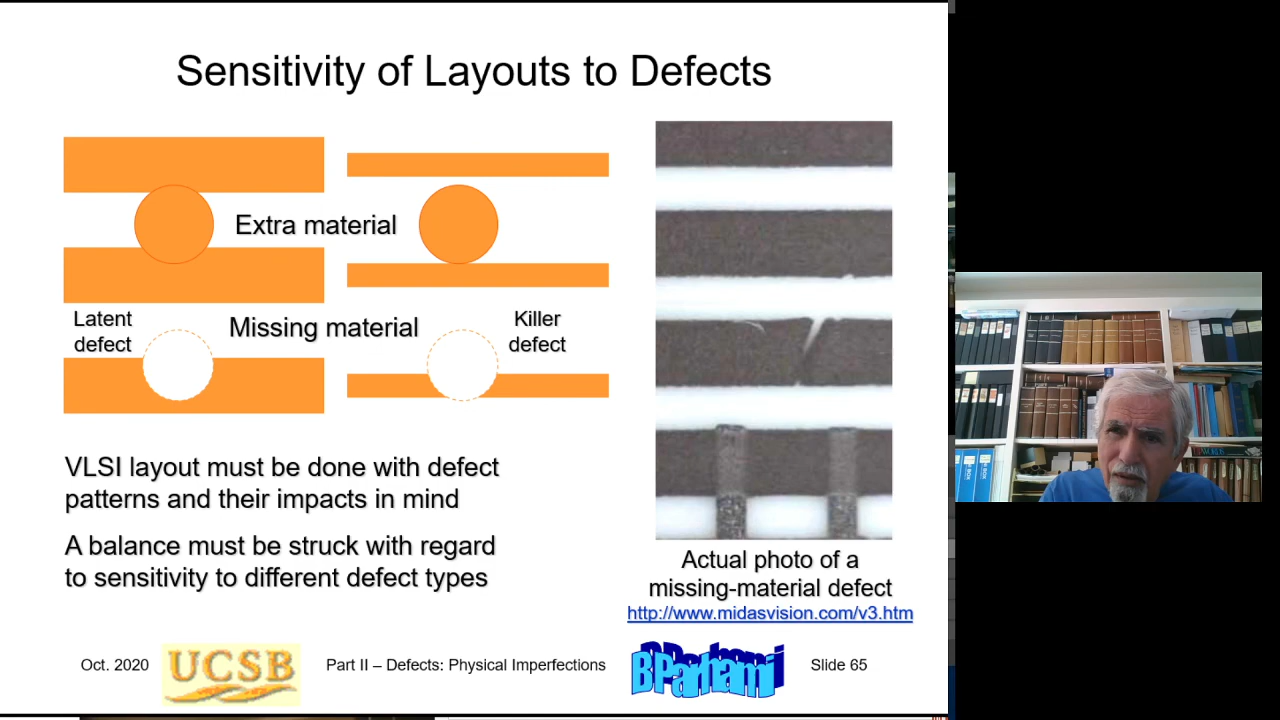 Sensitivity of Layouts to Defects
Extra material
Latent
defect
Missing material
Killer
defect
VLSI layout must be done with defect
patterns and their impacts in mind
A balance must be struck with regard
to sensitivity to different defect types
Actual photo of a
missing-material defect
http://www.midasvision.com/v3.htm
Oct. 2020
UCSB
Part II – Defects: Physical Imperfections
BParhami
Slide 65